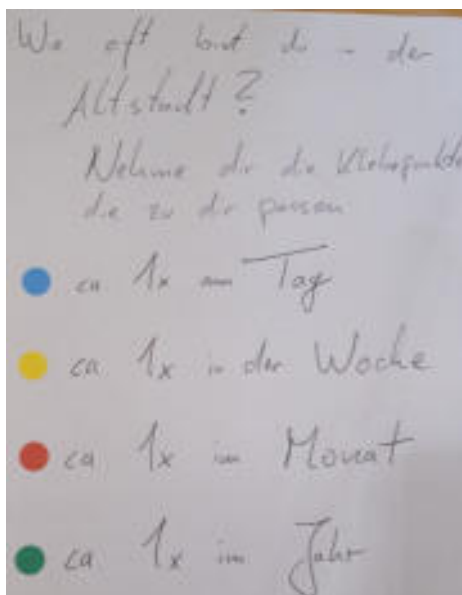 Wie oft bist du in der
Altstadt?
Nehme dir die Klebepunkte
die zu dir passen
ca 1x am Tag
ca 1x in der Woche
ca 1x im Monat
ca 1x im Jahr